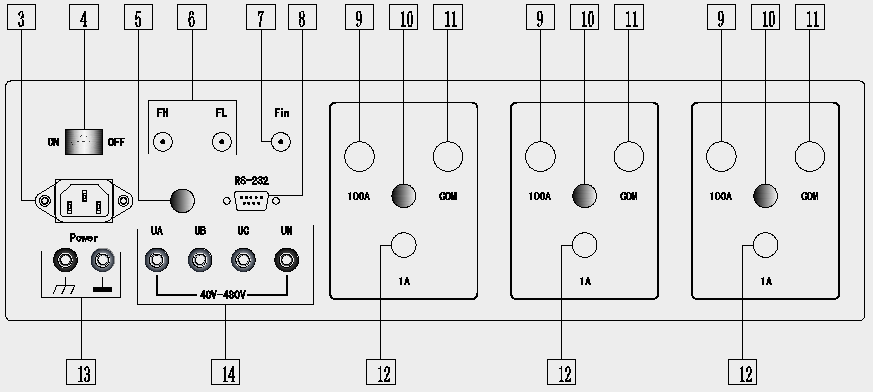 3 4 5 6 7 8 9 10 11 9 10 11 9 10 11
FH FL Fin
ON OFF
RS-232
100A COM 100A COM 100A COM
Power
UA UB UC UN
1A 1A 1A
40V-480V
13 14 12 12 12